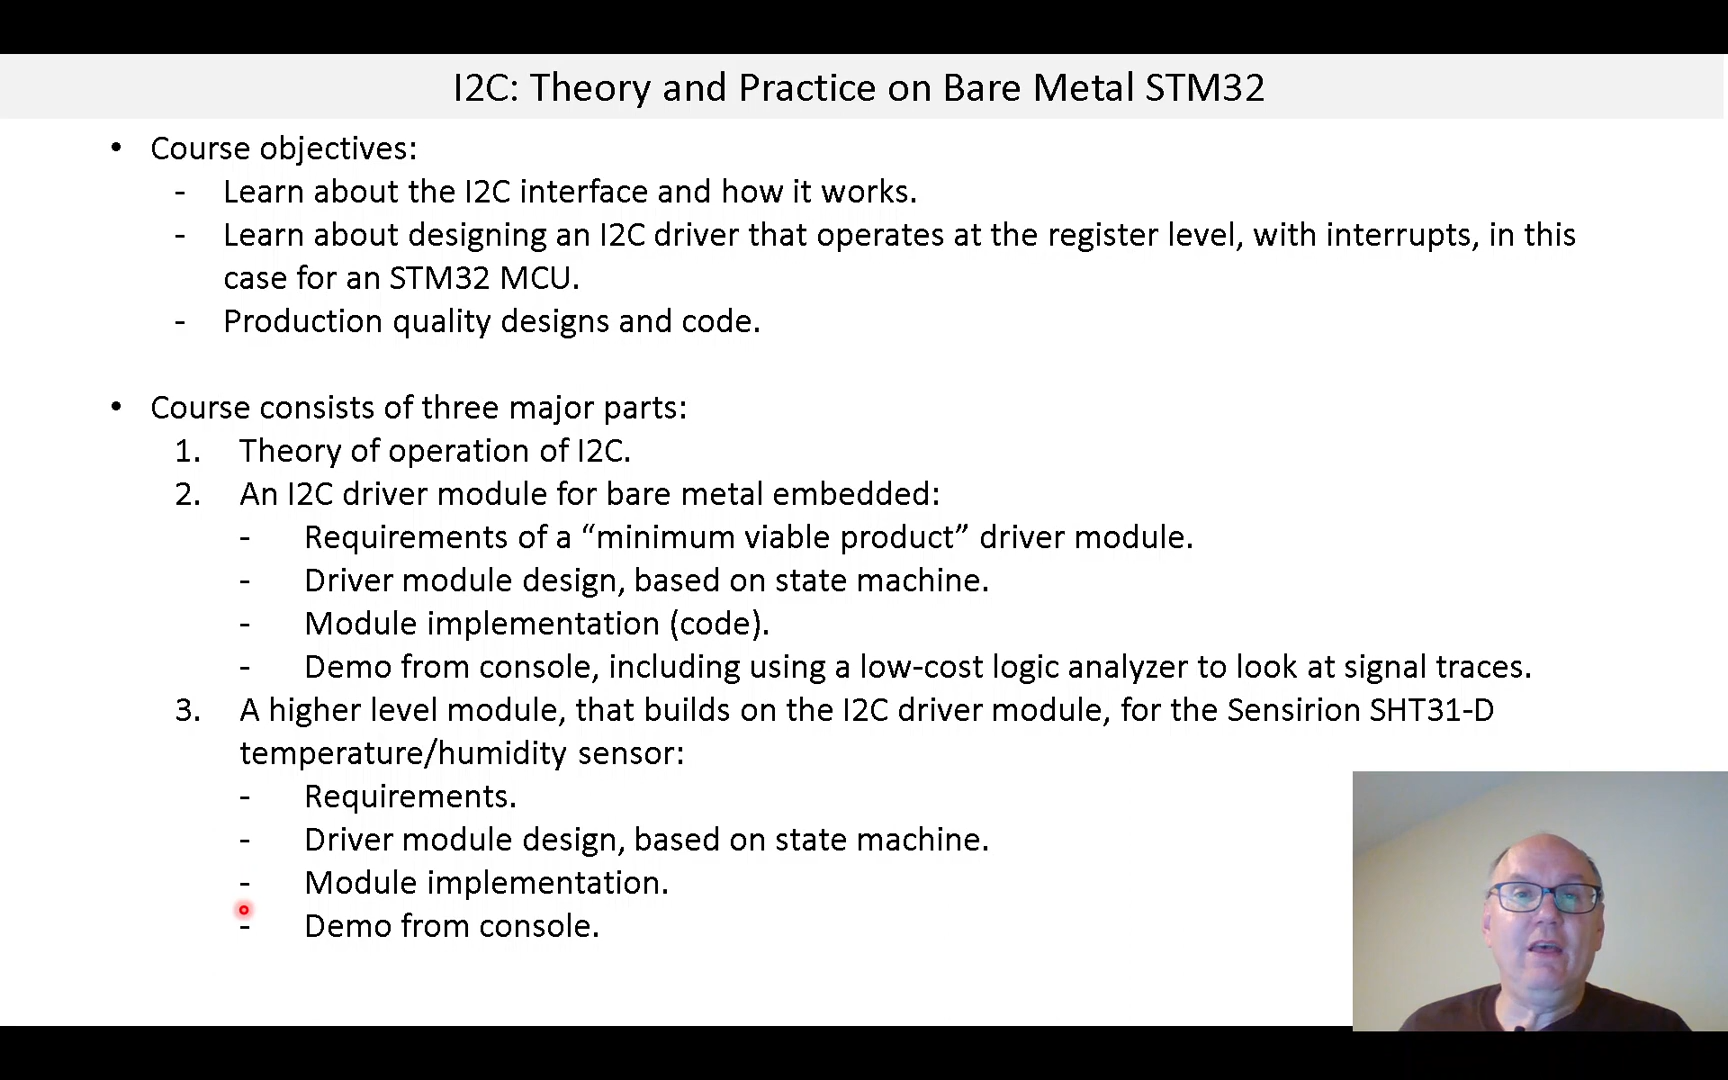 I2C: Theory and Practice on Bare Metal STM32
• Course objectives:
- Learn about the I2C interface and how it works.
- Learn about designing an I2C driver that operates at the register level, with interrupts, in this
case for an STM32 MCU.
- Production quality designs and code.
• Course consists of three major parts:
1. Theory of operation of I2C.
2. An I2C driver module for bare metal embedded:
- Requirements of a “minimum viable product” driver module.
- Driver module design, based on state machine.
- Module implementation (code).
- Demo from console, including using a low-cost logic analyzer to look at signal traces.
3. A higher level module, that builds on the I2C driver module, for the Sensirion SHT31-D
temperature/humidity sensor:
- Requirements.
- Driver module design, based on state machine.
- Module implementation.
- Demo from console.